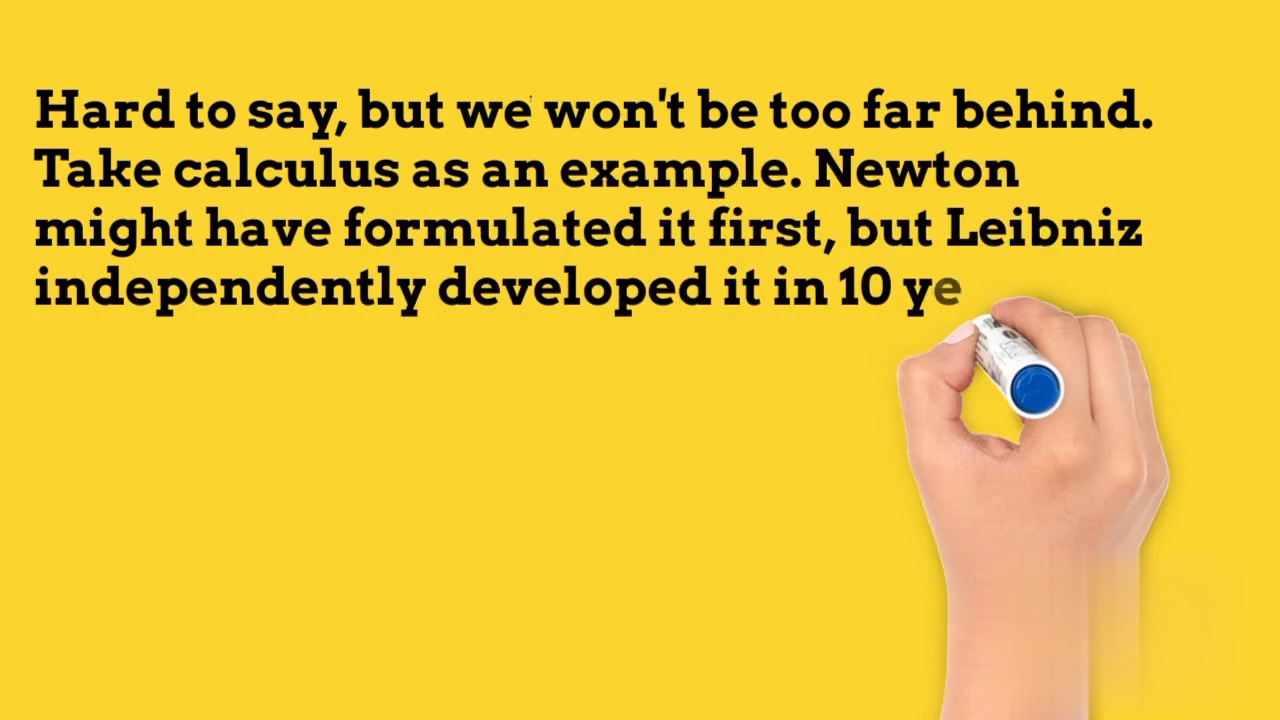 Hard to say, but we won't be too far behind.
Take calculus as an example. Newton
might have formulated it first, but Leibniz
independently developed it in 10 ye